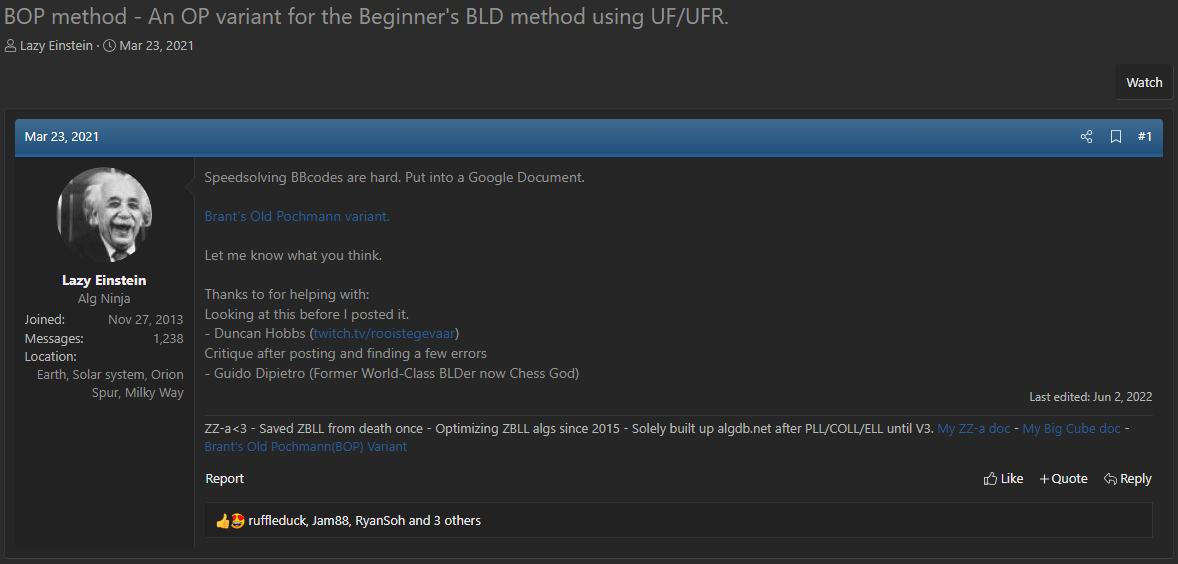 BOP method - An OP variant for the Beginner's BLD method using UF/UFR.
Lazy Einstein · Mar 23, 2021
Watch
Mar 23, 2021
#1
Lazy Einstein
Alg Ninja
Joined: Nov 27, 2013
Messages: 1,238
Location:
Earth, Solar system, Orion
Spur, Milky Way
Speedsolving BBcodes are hard. Put into a Google Document.
Brant's Old Pochmann variant.
Let me know what you think.
Thanks to for helping with:
Looking at this before I posted it.
- Duncan Hobbs (twitch.tv/rooistegevaar)
Critique after posting and finding a few errors
- Guido Dipietro (Former World-Class BLDer now Chess God)
Last edited: Jun 2, 2022
ZZ-a<3 - Saved ZBLL from death once - Optimizing ZBLL algs since 2015 - Solely built up algdb.net after PLL/COLL/ELL until V3. My ZZ-a doc - My Big Cube doc -
Brant's Old Pochmann(BOP) Variant
Report
Like
+Quote
Reply
ruffleduck, Jam88, RyanSoh and 3 others